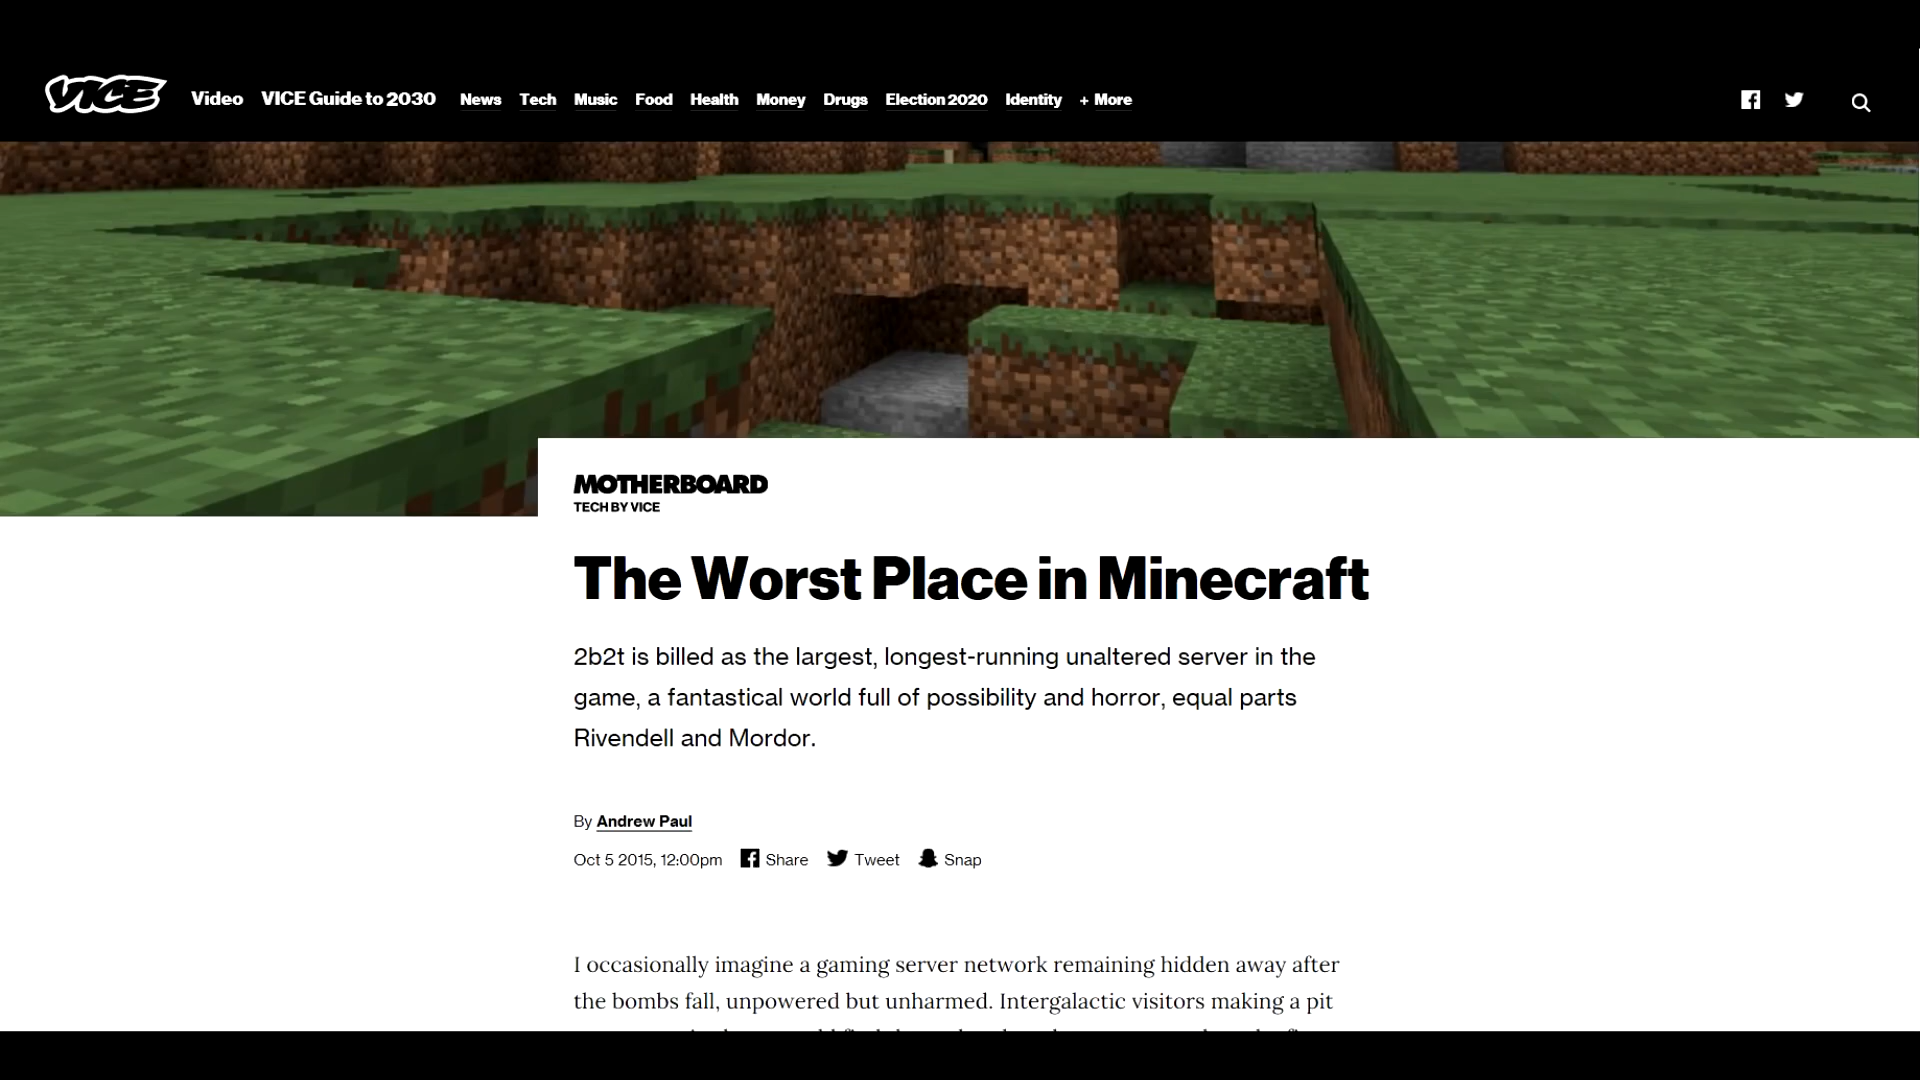 VICE Video VICE Guide to 2030 News Tech Music Food Health Money Drugs Election 2020 Identity + More
MOTHERBOARD
TECH BY VICE
The Worst Place in Minecraft
2b2t is billed as the largest, longest-running unaltered server in the
game, a fantastical world full of possibility and horror, equal parts
Rivendell and Mordor.
By Andrew Paul
Oct 5 2015, 12:00pm Share Tweet Snap
I occasionally imagine a gaming server network remaining hidden away after
the bombs fall, unpowered but unharmed. Intergalactic visitors making a pit